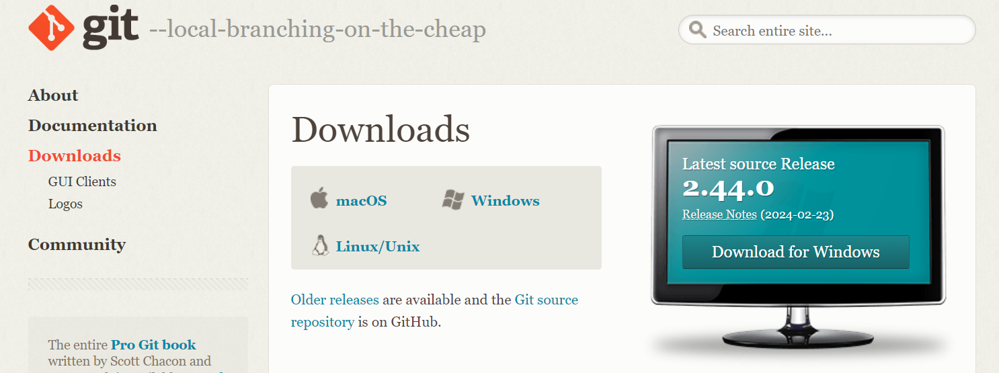 git --local-branching-on-the-cheap
Search entire site...
About
Documentation
Downloads
GUI Clients
Logos
Community
The entire Pro Git book
written by Scott Chacon and
Downloads
macOS
Windows
Linux/Unix
Older releases are available and the Git source
repository is on GitHub.
Latest source Release
2.44.0
Release Notes (2024-02-23)
Download for Windows